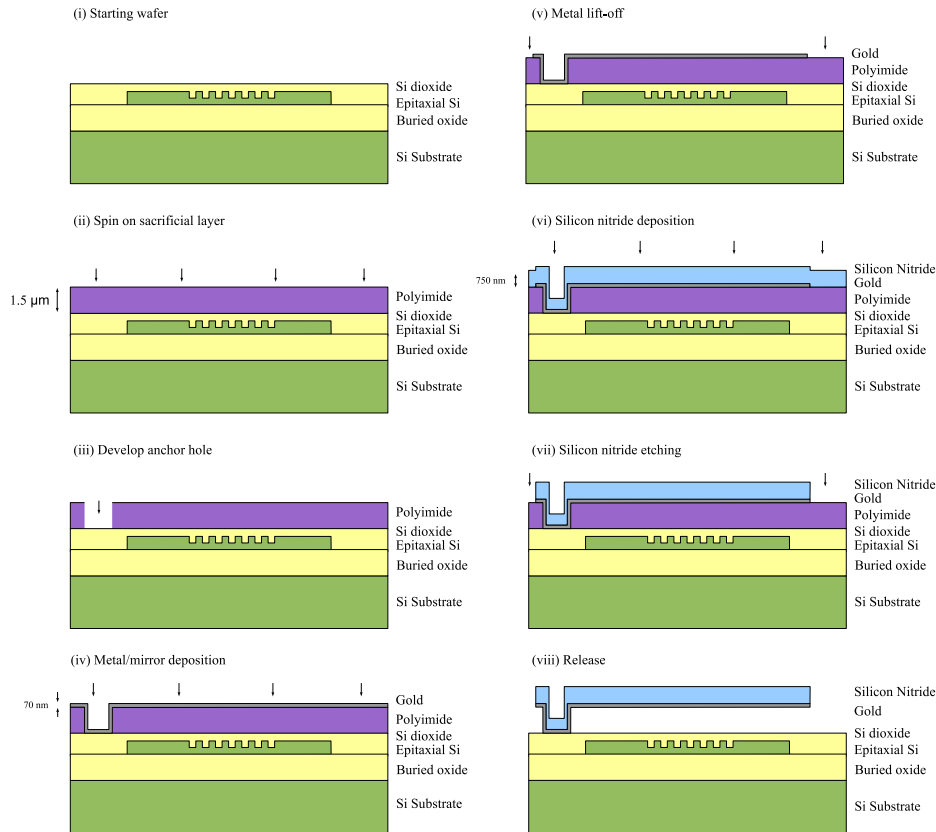 (i) Starting wafer
Si dioxide
Epitaxial Si
Buried oxide
Si Substrate
(ii) Spin on sacrificial layer
1.5 µm
Polyimide
Si dioxide
Epitaxial Si
Buried oxide
Si Substrate
(iii) Develop anchor hole
Polyimide
Si dioxide
Epitaxial Si
Buried oxide
Si Substrate
(iv) Metal/mirror deposition
70 nm
Gold
Polyimide
Si dioxide
Epitaxial Si
Buried oxide
Si Substrate
(v) Metal lift-off
Gold
Polyimide
Si dioxide
Epitaxial Si
Buried oxide
Si Substrate
(vi) Silicon nitride deposition
750 nm
Silicon Nitride
Gold
Polyimide
Si dioxide
Epitaxial Si
Buried oxide
Si Substrate
(vii) Silicon nitride etching
Silicon Nitride
Gold
Polyimide
Si dioxide
Epitaxial Si
Buried oxide
Si Substrate
(viii) Release
Silicon Nitride
Gold
Si dioxide
Epitaxial Si
Buried oxide
Si Substrate